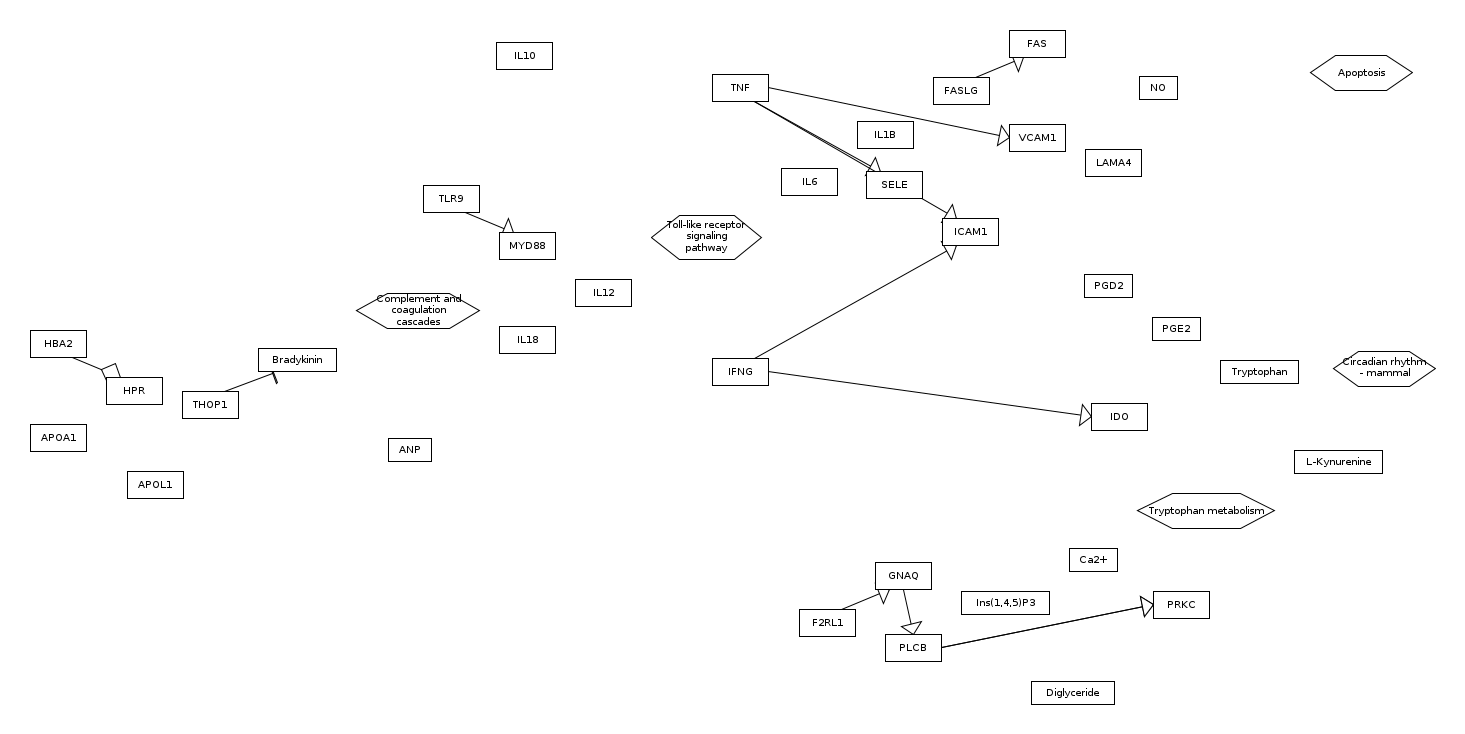 FAS
IL10
Apoptosis
TNF
FASLG
NO
IL1B
VCAM1
LAMA4
IL6
SELE
TLR9
Toll-like receptor
signaling
pathway
ICAM1
MYD88
PGD2
IL12
Complement and
coagulation
cascades
PGE2
IL18
HBA2
Bradykinin
Circadian rhythm
- mammal
IFNG
Tryptophan
HPR
THOP1
IDO
APOA1
ANP
L-Kynurenine
APOL1
Tryptophan metabolism
Ca2+
GNAQ
Ins(1,4,5)P3
PRKC
F2RL1
PLCB
Diglyceride